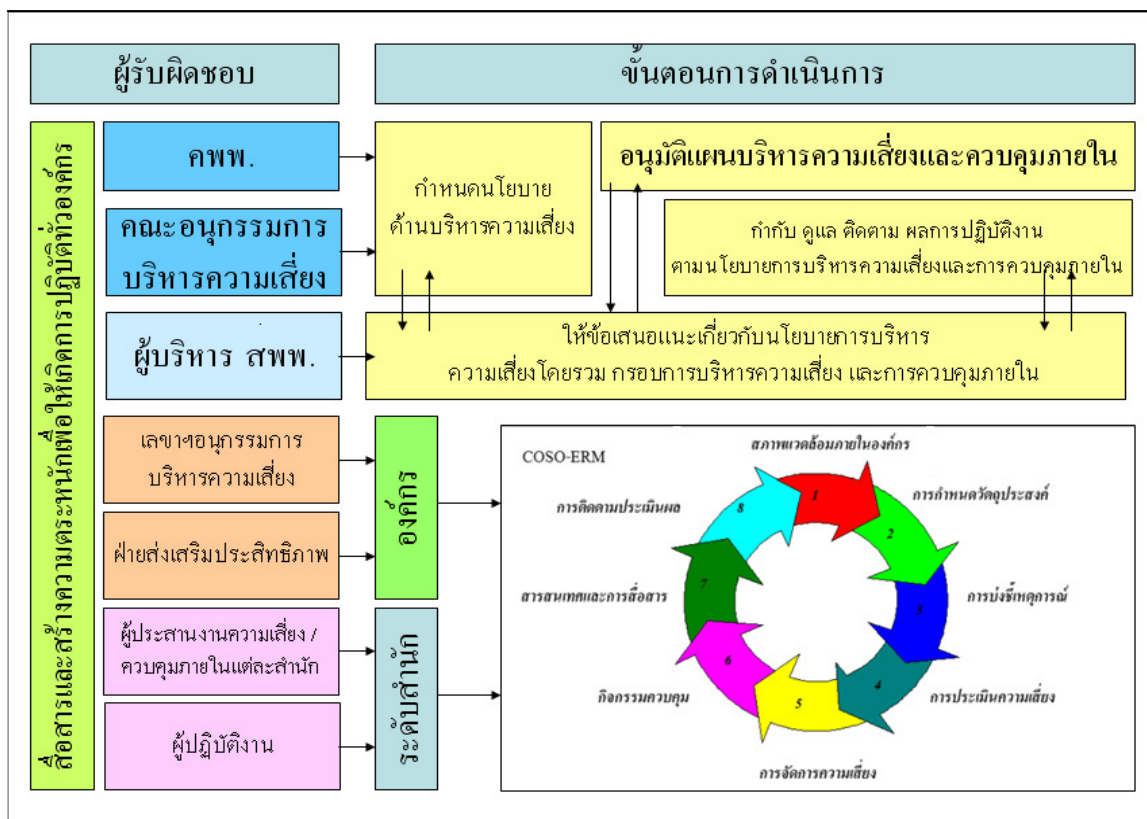 ผู้รับผิดชอบ
ขั้นตอนการดำเนินการ
สื่อสารและสร้างความตระหนักเพื่อให้เกิดการปฏิบัติทั่วองค์กร
คพพ.
คณะอนุกรรมการ
บริหารความเสี่ยง
ผู้บริหาร สพพ.
เลขาฯอนุกรรมการ
บริหารความเสี่ยง
ฝ่ายส่งเสริมประสิทธิภาพ
ผู้ประสานงานความเสี่ยง /
ควบคุมภายในแต่ละสำนัก
ผู้ปฏิบัติงาน
กำหนดนโยบาย
ด้านบริหารความเสี่ยง
อนุมัติแผนบริหารความเสี่ยงและควบคุมภายใน
กำกับ ดูแล ติดตาม ผลการปฏิบัติงาน
ตามนโยบายการบริหารความเสี่ยงและการควบคุมภายใน
ให้ข้อเสนอแนะเกี่ยวกับนโยบายการบริหาร
ความเสี่ยงโดยรวม กรอบการบริหารความเสี่ยง และการควบคุมภายใน
องค์กร
ระดับสำนัก
COSO-ERM
สภาพแวดล้อมภายในองค์กร
1
การกำหนดวัตถุประสงค์
2
การบ่งชี้เหตุการณ์
3
การประเมินความเสี่ยง
4
การจัดการความเสี่ยง
5
กิจกรรมควบคุม
6
สารสนเทศและการสื่อสาร
7
การติดตามประเมินผล
8